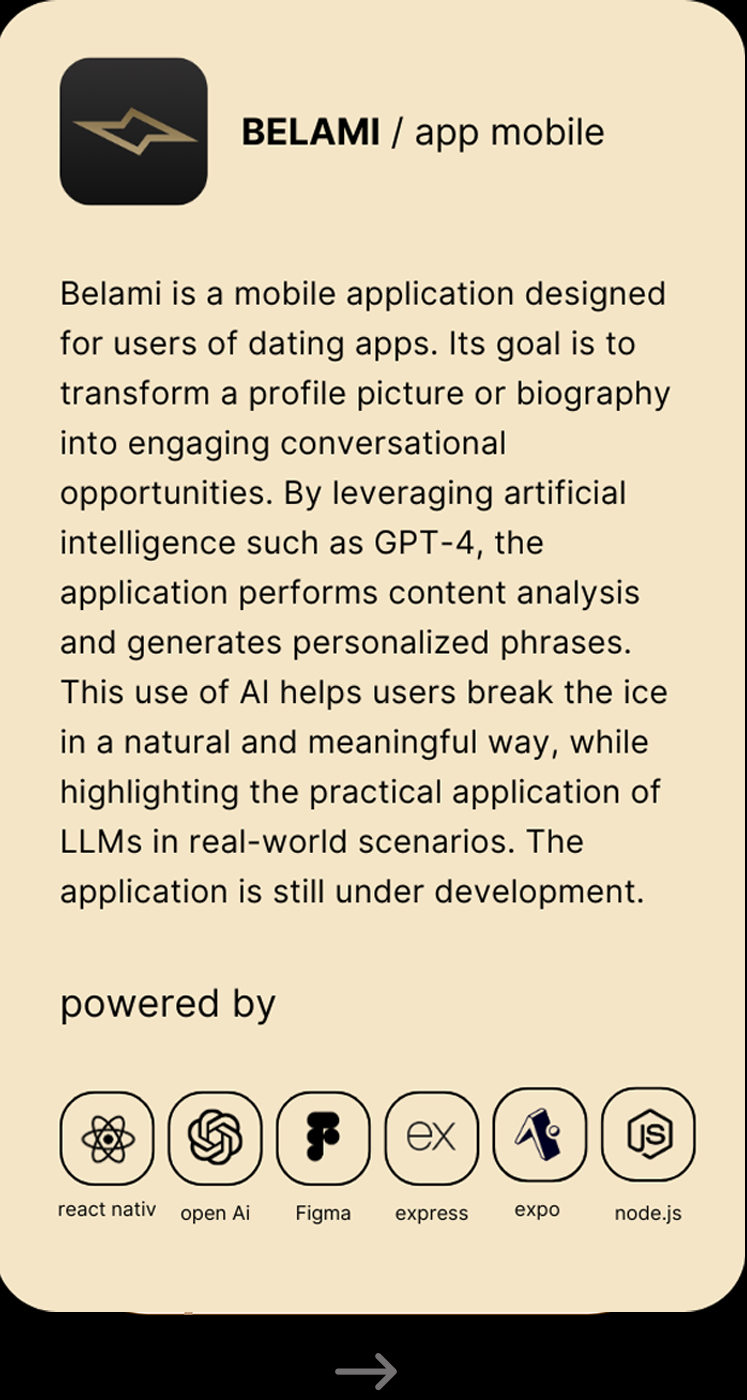 BELAMI / app mobile
Belami is a mobile application designed
for users of dating apps. Its goal is to
transform a profile picture or biography
into engaging conversational
opportunities. By leveraging artificial
intelligence such as GPT-4, the
application performs content analysis
and generates personalized phrases.
This use of AI helps users break the ice
in a natural and meaningful way, while
highlighting the practical application of
LLMs in real-world scenarios. The
application is still under development.
powered by
ex
JS
react nativ
open Ai
Figma
express
expo
node.js